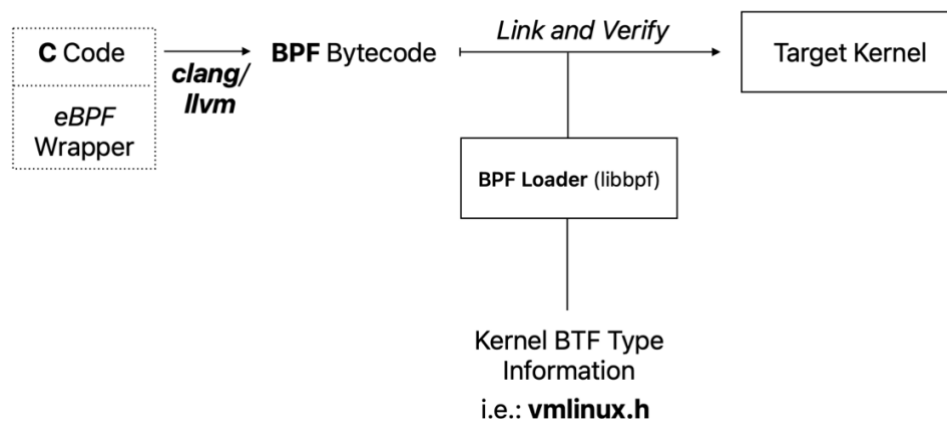 C Code
eBPF
Wrapper
clang/
llvm
BPF Bytecode
Link and Verify
Target Kernel
BPF Loader (libbpf)
Kernel BTF Type
Information
i.e.: vmlinux.h